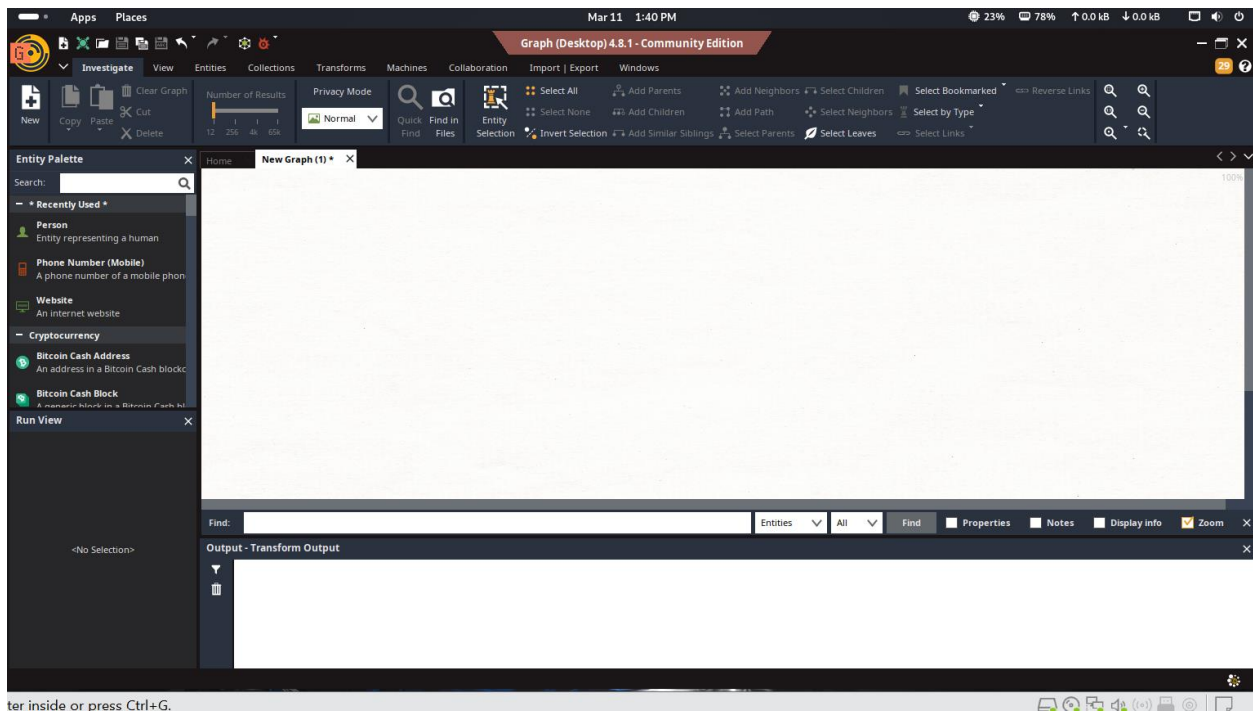 Apps Places Mar 11 1:40 PM 23% 78% ↑ 0.0 kB ↓ 0.0 kB
Graph (Desktop) 4.8.1 - Community Edition
Investigate View Entities Collections Transforms Machines Collaboration Import | Export Windows 29
New
Copy
Paste
Clear Graph
Cut
Delete
Number of Results
12 256 4k 65k
Privacy Mode
Normal
Quick Find
Find in Files
Entity Selection
Select All
Select None
Invert Selection
Add Parents
Add Children
Add Similar Siblings
Add Neighbors
Add Path
Select Parents
Select Children
Select Neighbors
Select Leaves
Select Bookmarked
Select by Type
Select Links
Reverse Links
Entity Palette
Home New Graph (1) *
100%
Search:
* Recently Used *
Person
Entity representing a human
Phone Number (Mobile)
A phone number of a mobile phon
Website
An internet website
Cryptocurrency
Bitcoin Cash Address
An address in a Bitcoin Cash blockc
Bitcoin Cash Block
A generic block in a Bitcoin Cash bl
Run View
<No Selection>
Find: Entities All Find Properties Notes Display info Zoom
Output - Transform Output
ter inside or press Ctrl+G.